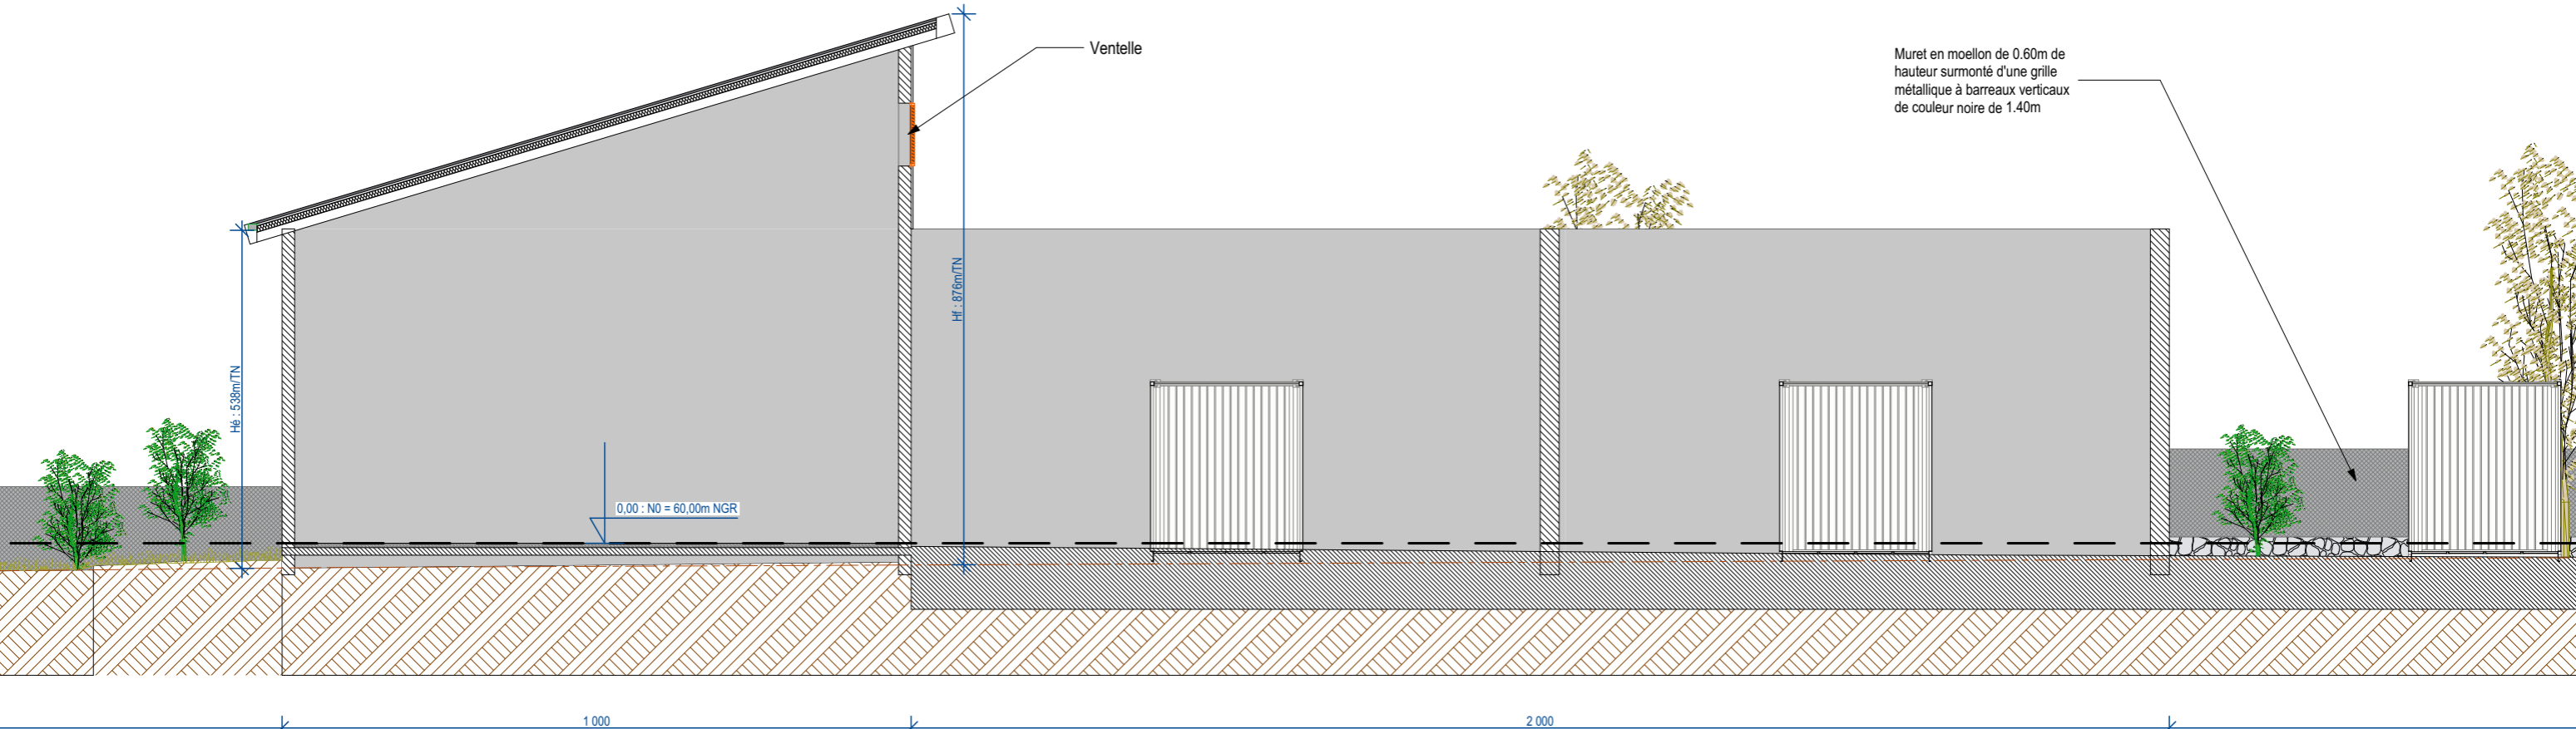 Ventelle
Muret en moellon de 0.60m de
hauteur surmonté d'une grille
métallique à barreaux verticaux
de couleur noire de 1.40m
Hf : 876m/TN
Hé : 538m/TN
0,00 : N0 = 60,00m NGR
1 000
2 000